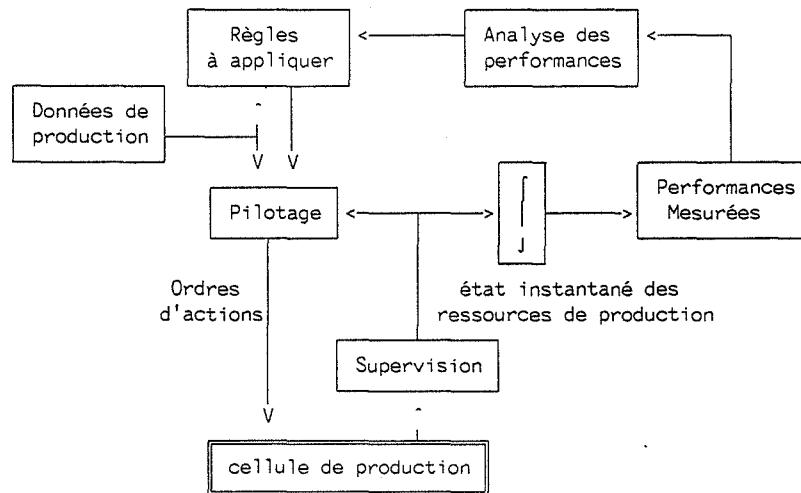 Règles
à appliquer
Analyse des
performances
Données de
production
Pilotage
Performances
Mesurées
Ordres
d'actions
état instantané des
ressources de production
Supervision
cellule de production